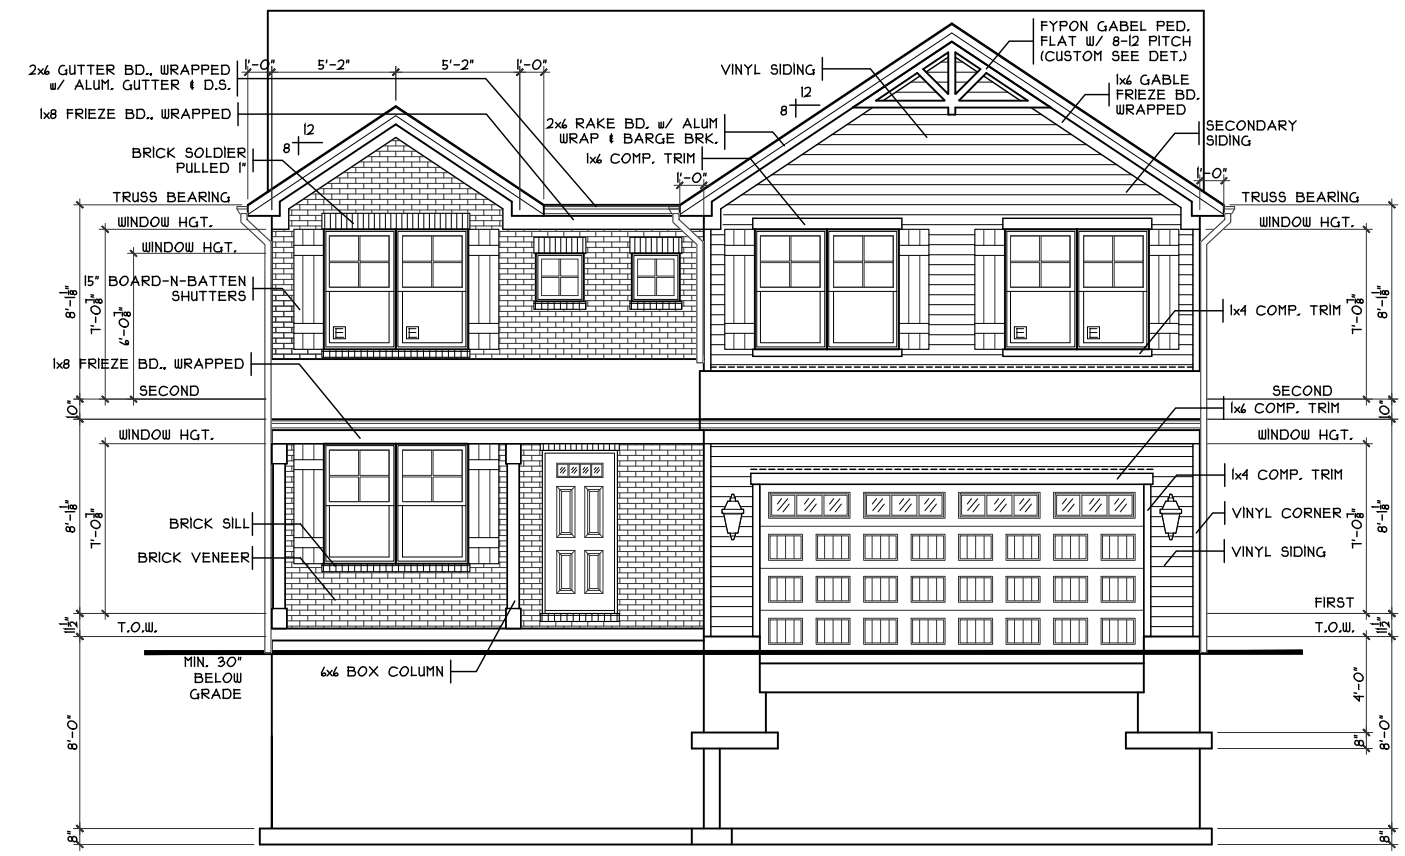 FYPON GABEL PED.
FLAT W/ 8-12 PITCH
(CUSTOM SEE DET.)
2x6 GUTTER BD., WRAPPED
W/ ALUM. GUTTER & D.S.
1'-0"
5'-2"
5'-2"
1'-0"
VINYL SIDING
1x6 GABLE
FRIEZE BD.
WRAPPED
1x8 FRIEZE BD., WRAPPED
12
8
12
8
2x6 RAKE BD. W/ ALUM
WRAP & BARGE BRK.
SECONDARY
SIDING
BRICK SOLDIER
PULLED 1"
1x6 COMP. TRIM
1'-0"
1'-0"
TRUSS BEARING
TRUSS BEARING
WINDOW HGT.
WINDOW HGT.
WINDOW HGT.
15" BOARD-N-BATTEN
SHUTTERS
8'-1 1/8"
7'-0 7/8"
6'-0 7/8"
7'-0 7/8"
8'-1 1/8"
1x4 COMP. TRIM
E
E
E
E
1x8 FRIEZE BD., WRAPPED
SECOND
SECOND
10"
10"
1x6 COMP. TRIM
WINDOW HGT.
WINDOW HGT.
1x4 COMP. TRIM
8'-1 1/8"
7'-0 7/8"
BRICK SILL
VINYL CORNER
7'-0 7/8"
8'-1 1/8"
BRICK VENEER
VINYL SIDING
FIRST
T.O.W.
T.O.W.
11 1/2"
11 1/2"
MIN. 30"
BELOW
GRADE
6x6 BOX COLUMN
4'-0"
8'-0"
8'-0"
8"
8"
8"